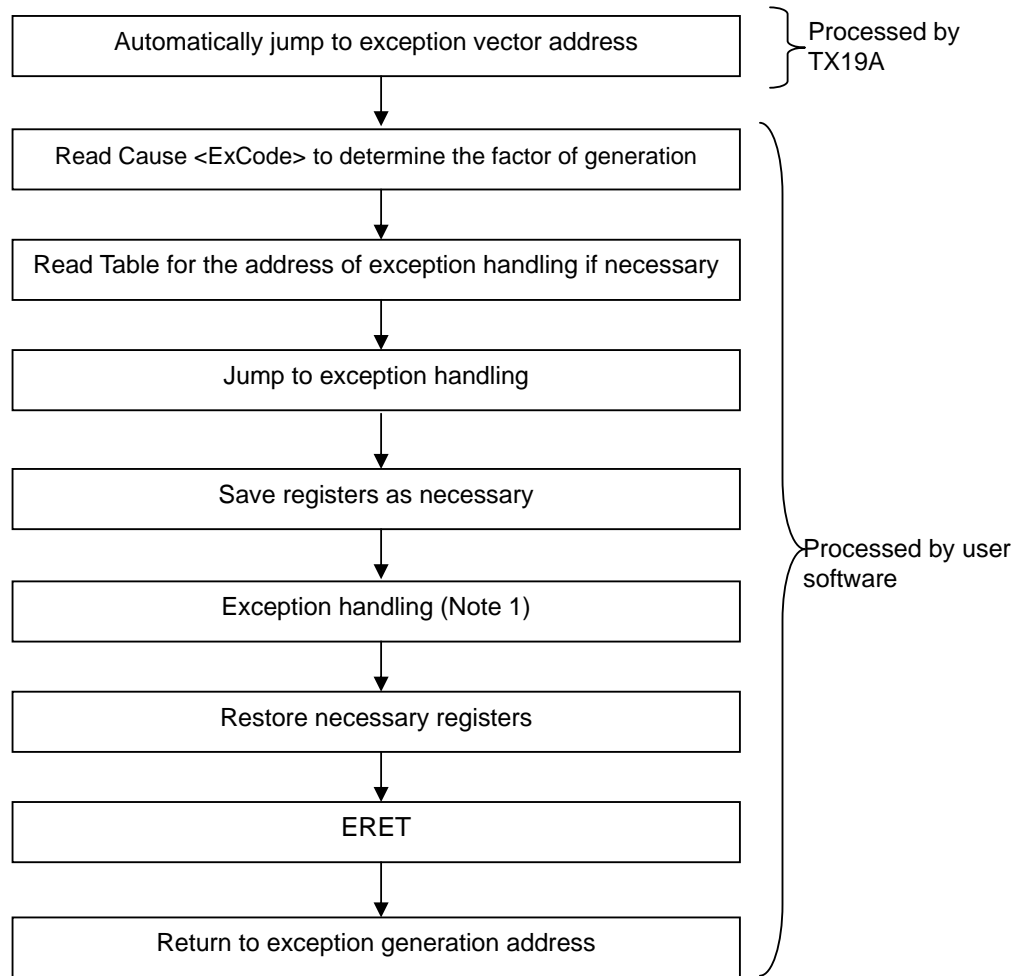 Automatically jump to exception vector address
Processed by
TX19A
Read Cause <ExCode> to determine the factor of generation
Read Table for the address of exception handling if necessary
Jump to exception handling
Save registers as necessary
Processed by user
software
Exception handling (Note 1)
Restore necessary registers
ERET
Return to exception generation address